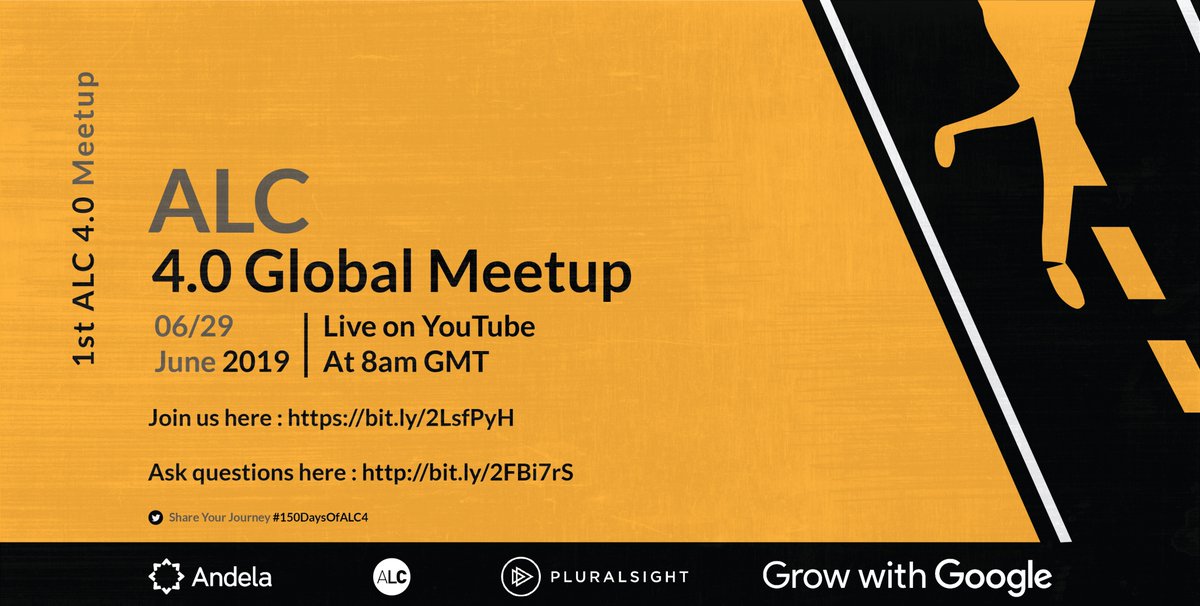 1st ALC 4.0 Meetup
ALC
4.0 Global Meetup
06/29
June 2019
Live on YouTube
At 8am GMT
Join us here : https://bit.ly/2LsfPyH
Ask questions here : http://bit.ly/2FBi7rS
Share Your Journey #150DaysOfALC4
Andela
ALC
PLURALSIGHT
Grow with Google